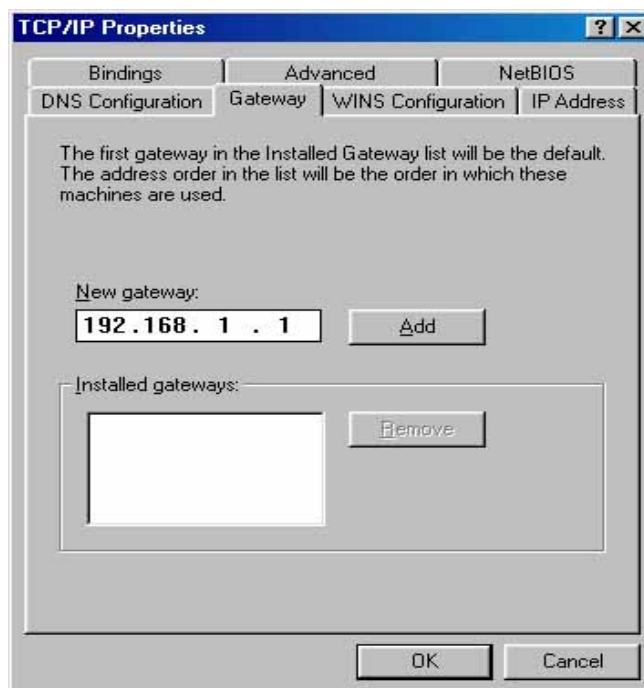 TCP/IP Properties
? X
Bindings Advanced NetBIOS
DNS Configuration Gateway WINS Configuration IP Address
The first gateway in the Installed Gateway list will be the default.
The address order in the list will be the order in which these
machines are used.
New gateway:
192.168. 1 . 1 Add
Installed gateways:
Remove
OK Cancel